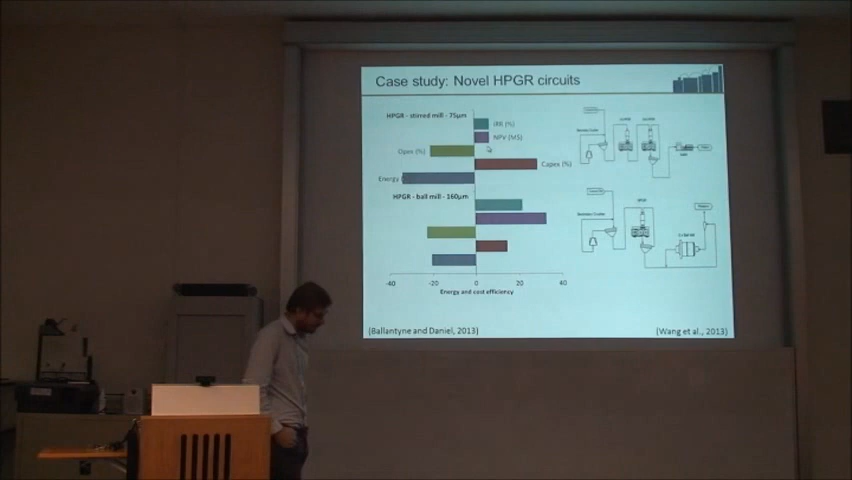 Case study: Novel HPGR circuits
HPGR - stirred mill - 75µm
IRR (%)
NPV (M$)
Opex (%)
Capex (%)
Energy
HPGR - ball mill - 160µm
-40
-20
0
20
40
Energy and cost efficiency
(Ballantyne and Daniel, 2013)
(Wang et al., 2013)